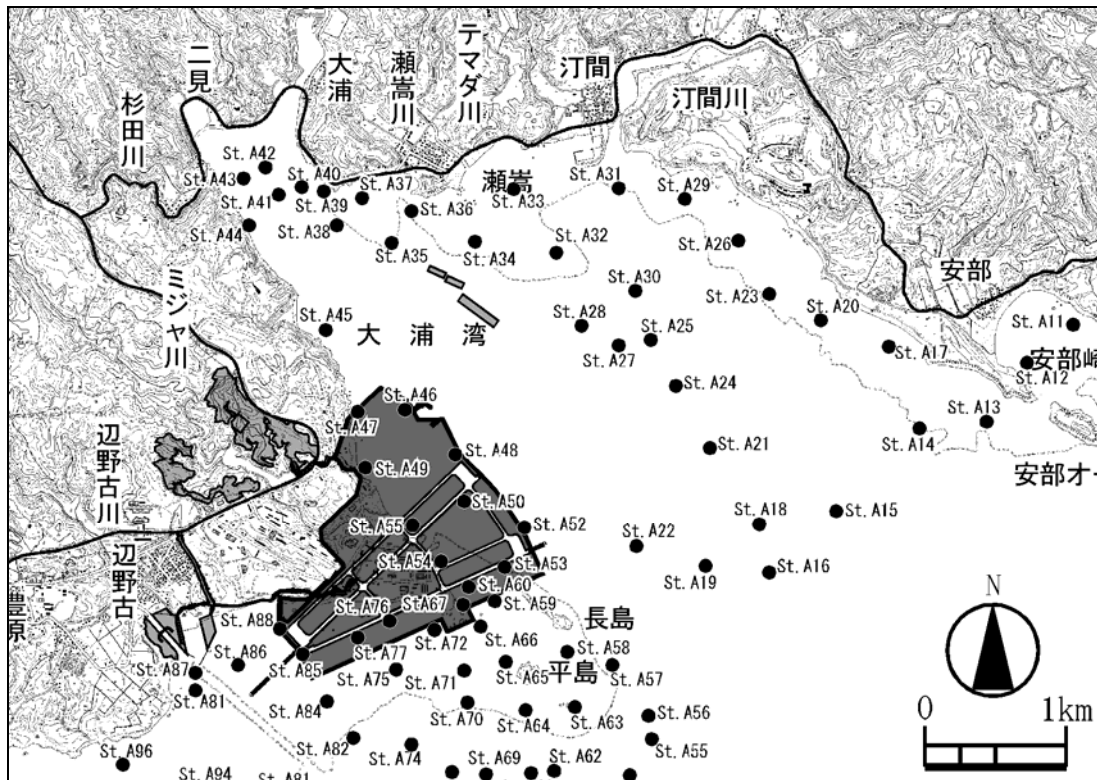 二見
大浦
瀬嵩川
テマダ川
汀間
杉田川
汀間川
St. A42
St. A43
St. A40
St. A37
瀬嵩
St. A31
St. A29
St. A41
St. A39
St. A36
St. A33
St. A44
St. A38
St. A35
St. A34
St. A32
St. A26
ミジャ川
安部
St. A30
St. A23
St. A20
St. A45
大浦湾
St. A28
St. A25
St. A11
St. A27
St. A17
安部崎
St. A12
St. A24
St. A46
St. A47
St. A13
辺野古川
St. A48
St. A21
St. A14
St. A49
安部オー
St. A50
St. A55
St. A52
St. A18
St. A15
St. A22
辺野古
St. A54
St. A53
St. A19
St. A16
豊原
St. A60
St. A76
StA67
St. A59
長島
N
St. A88
St. A72
St. A66
St. A58
St. A86
St. A77
平島
St. A87
St. A85
St. A75
St. A71
St. A65
St. A57
St. A81
St. A84
St. A70
St. A64
St. A63
St. A56
0 1km
St. A82
St. A74
St. A55
St. A96
St. A69
St. A62
St. A94
St. A81